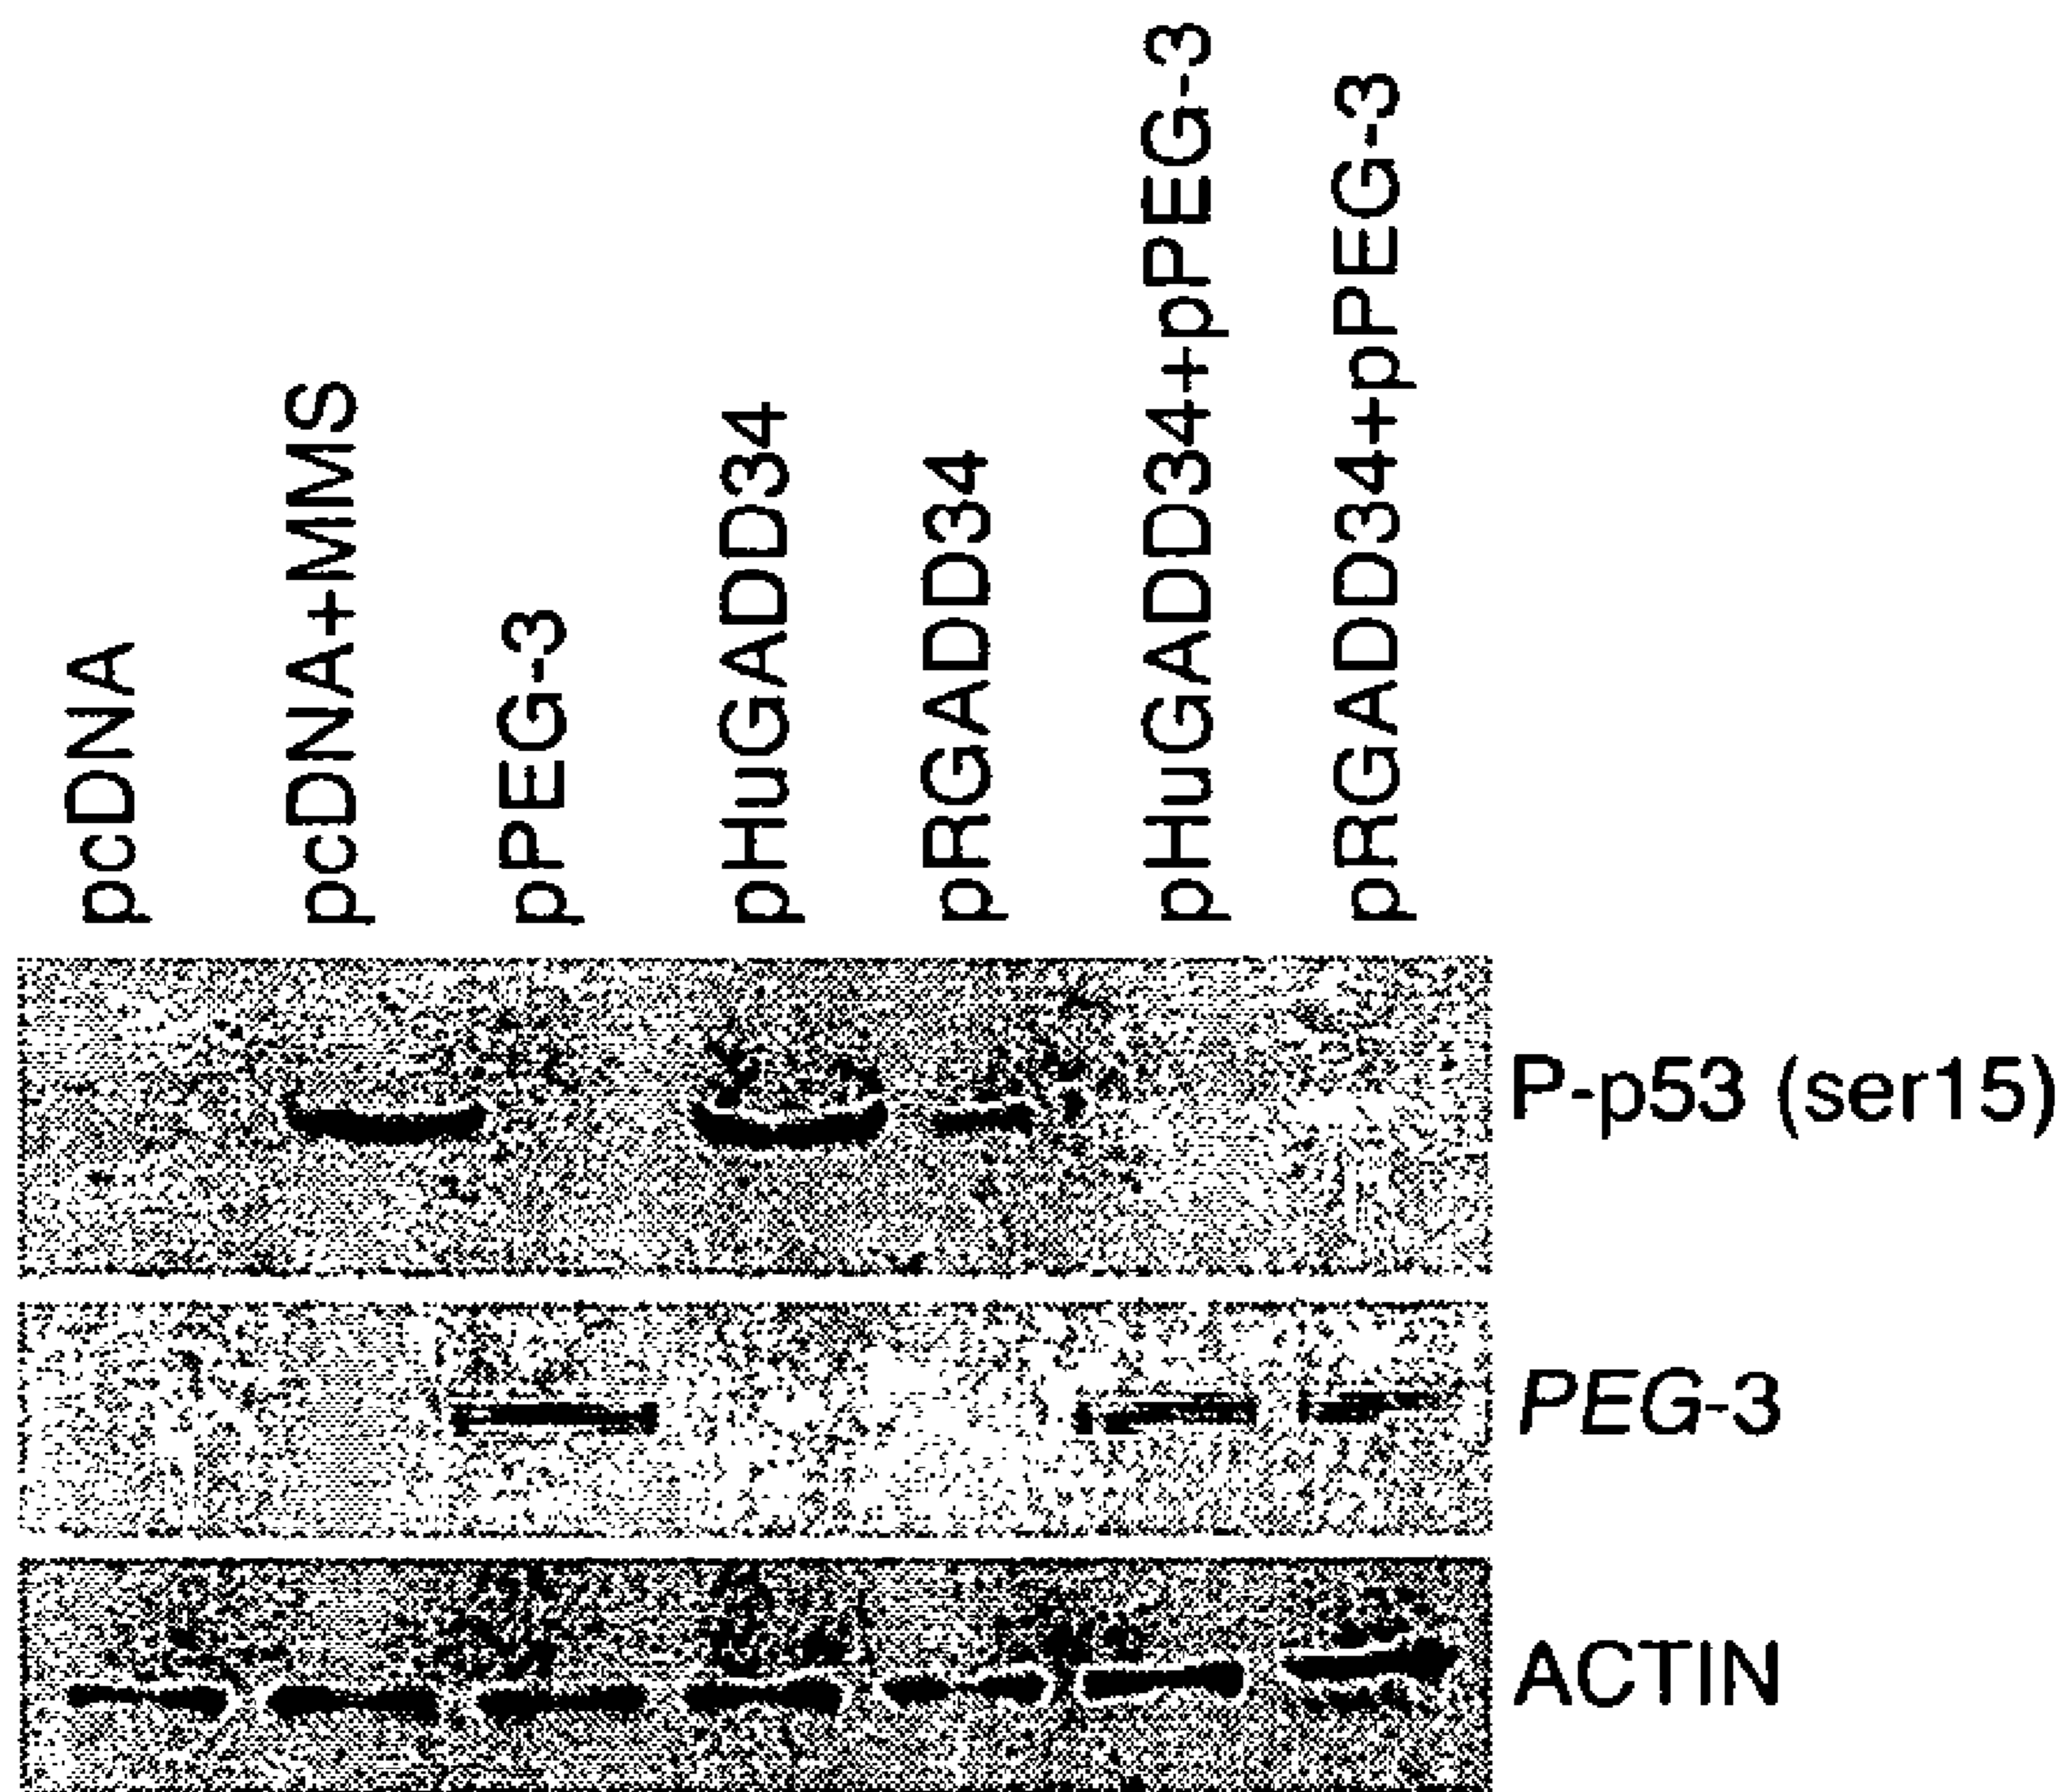 pcDNA
pcDNA+MMS
pPEG-3
pHuGADD34
pRGADD34
pHuGADD34+pPEG-3
pRGADD34+pPEG-3
P-p53 (ser15)
PEG-3
ACTIN